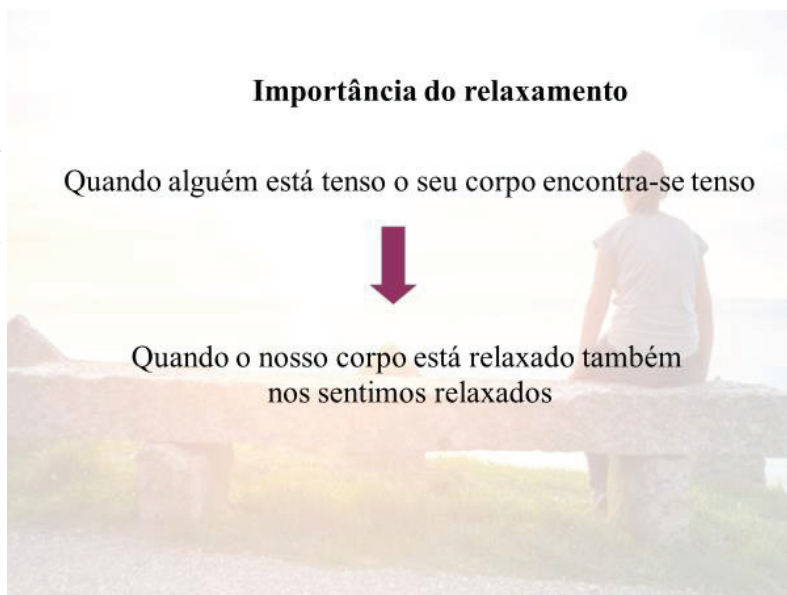 Importância do relaxamento
Quando alguém está tenso o seu corpo encontra-se tenso
Quando o nosso corpo está relaxado também
nos sentimos relaxados